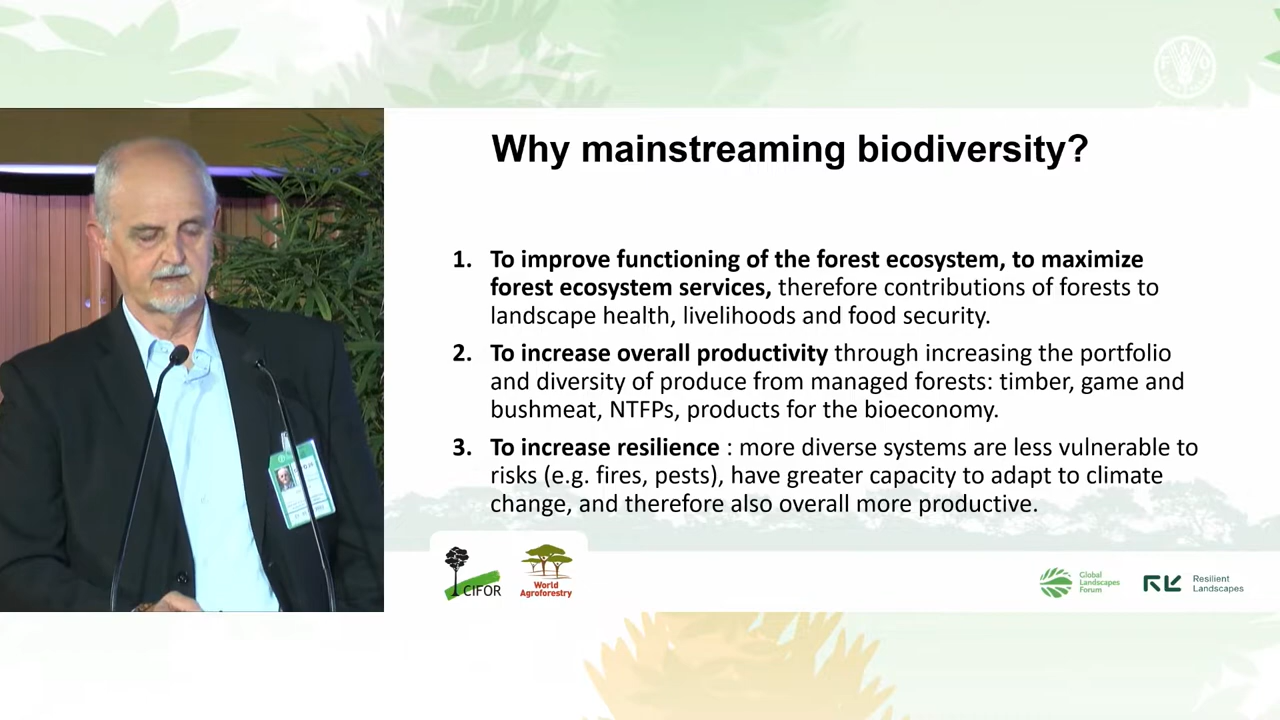 FAO
Why mainstreaming biodiversity?
1. To improve functioning of the forest ecosystem, to maximize
forest ecosystem services, therefore contributions of forests to
landscape health, livelihoods and food security.
2. To increase overall productivity through increasing the portfolio
and diversity of produce from managed forests: timber, game and
bushmeat, NTFPs, products for the bioeconomy.
3. To increase resilience : more diverse systems are less vulnerable to
risks (e.g. fires, pests), have greater capacity to adapt to climate
change, and therefore also overall more productive.
CIFOR
World
Agroforestry
Global
Landscapes
Forum
Resilient
Landscapes